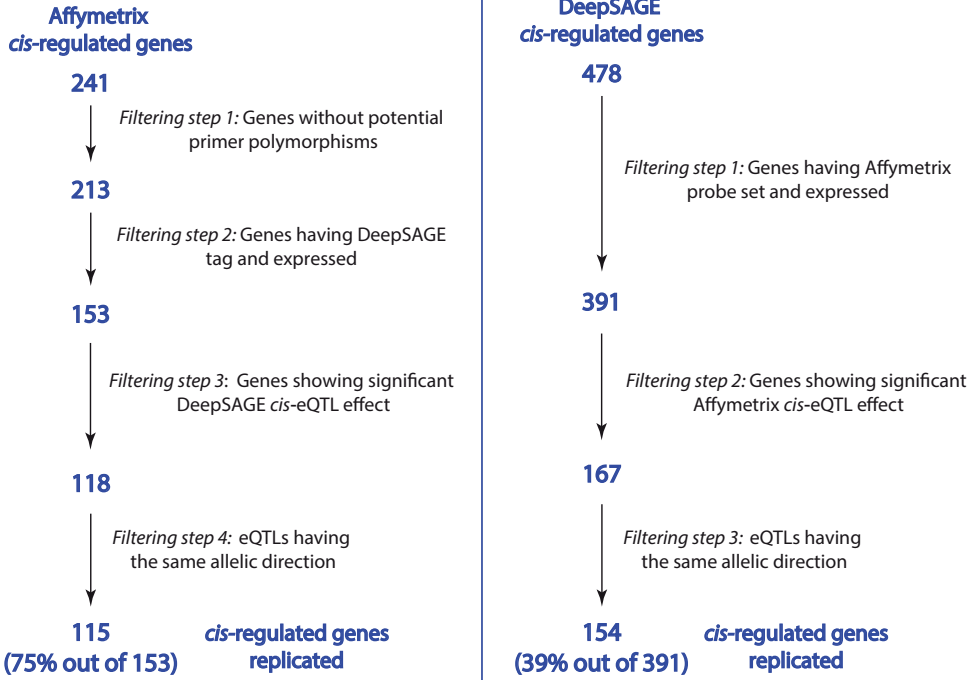 Affymetrix
cis-regulated genes
241
Filtering step 1: Genes without potential
primer polymorphisms
213
Filtering step 2: Genes having DeepSAGE
tag and expressed
153
Filtering step 3: Genes showing significant
DeepSAGE cis-eQTL effect
118
Filtering step 4: eQTLs having
the same allelic direction
115
(75% out of 153)
cis-regulated genes
replicated
DeepSAGE
cis-regulated genes
478
Filtering step 1: Genes having Affymetrix
probe set and expressed
391
Filtering step 2: Genes showing significant
Affymetrix cis-eQTL effect
167
Filtering step 3: eQTLs having
the same allelic direction
154
(39% out of 391)
cis-regulated genes
replicated